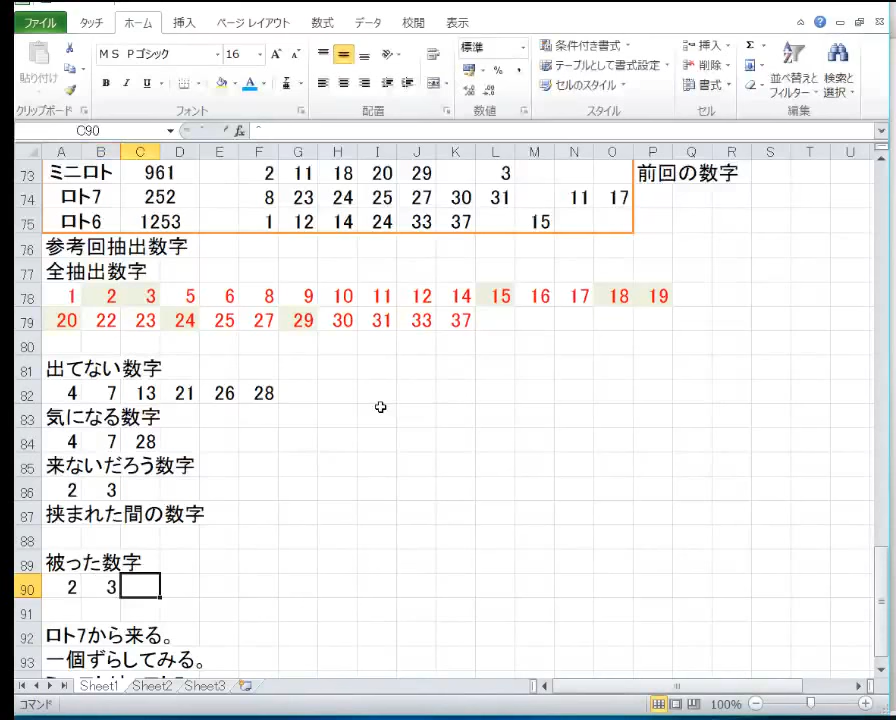 ファイル タッチ ホーム 挿入 ページ レイアウト 数式 データ 校閲 表示
ＭＳ Ｐゴシック 16 標準 条件付き書式 挿入 Σ
貼り付け B I U A % , テーブルとして書式設定 削除 並べ替えと 検索と
セルのスタイル 書式 フィルター 選択
クリップボード フォント 配置 数値 スタイル セル 編集
C90 fx
A B C D E F G H I J K L M N O P Q R S T U
73 ミニロト 961 2 11 18 20 29 3 前回の数字
74 ロト7 252 8 23 24 25 27 30 31 11 17
75 ロト6 1253 1 12 14 24 33 37 15
76 参考回抽出数字
77 全抽出数字
78 1 2 3 5 6 8 9 10 11 12 14 15 16 17 18 19
79 20 22 23 24 25 27 29 30 31 33 37
80
81 出てない数字
82 4 7 13 21 26 28
83 気になる数字
84 4 7 28
85 来ないだろう数字
86 2 3
87 挟まれた間の数字
88
89 被った数字
90 2 3
91
92 ロト7から来る。
93 一個ずらしてみる。
Sheet1 Sheet2 Sheet3
コマンド 100%